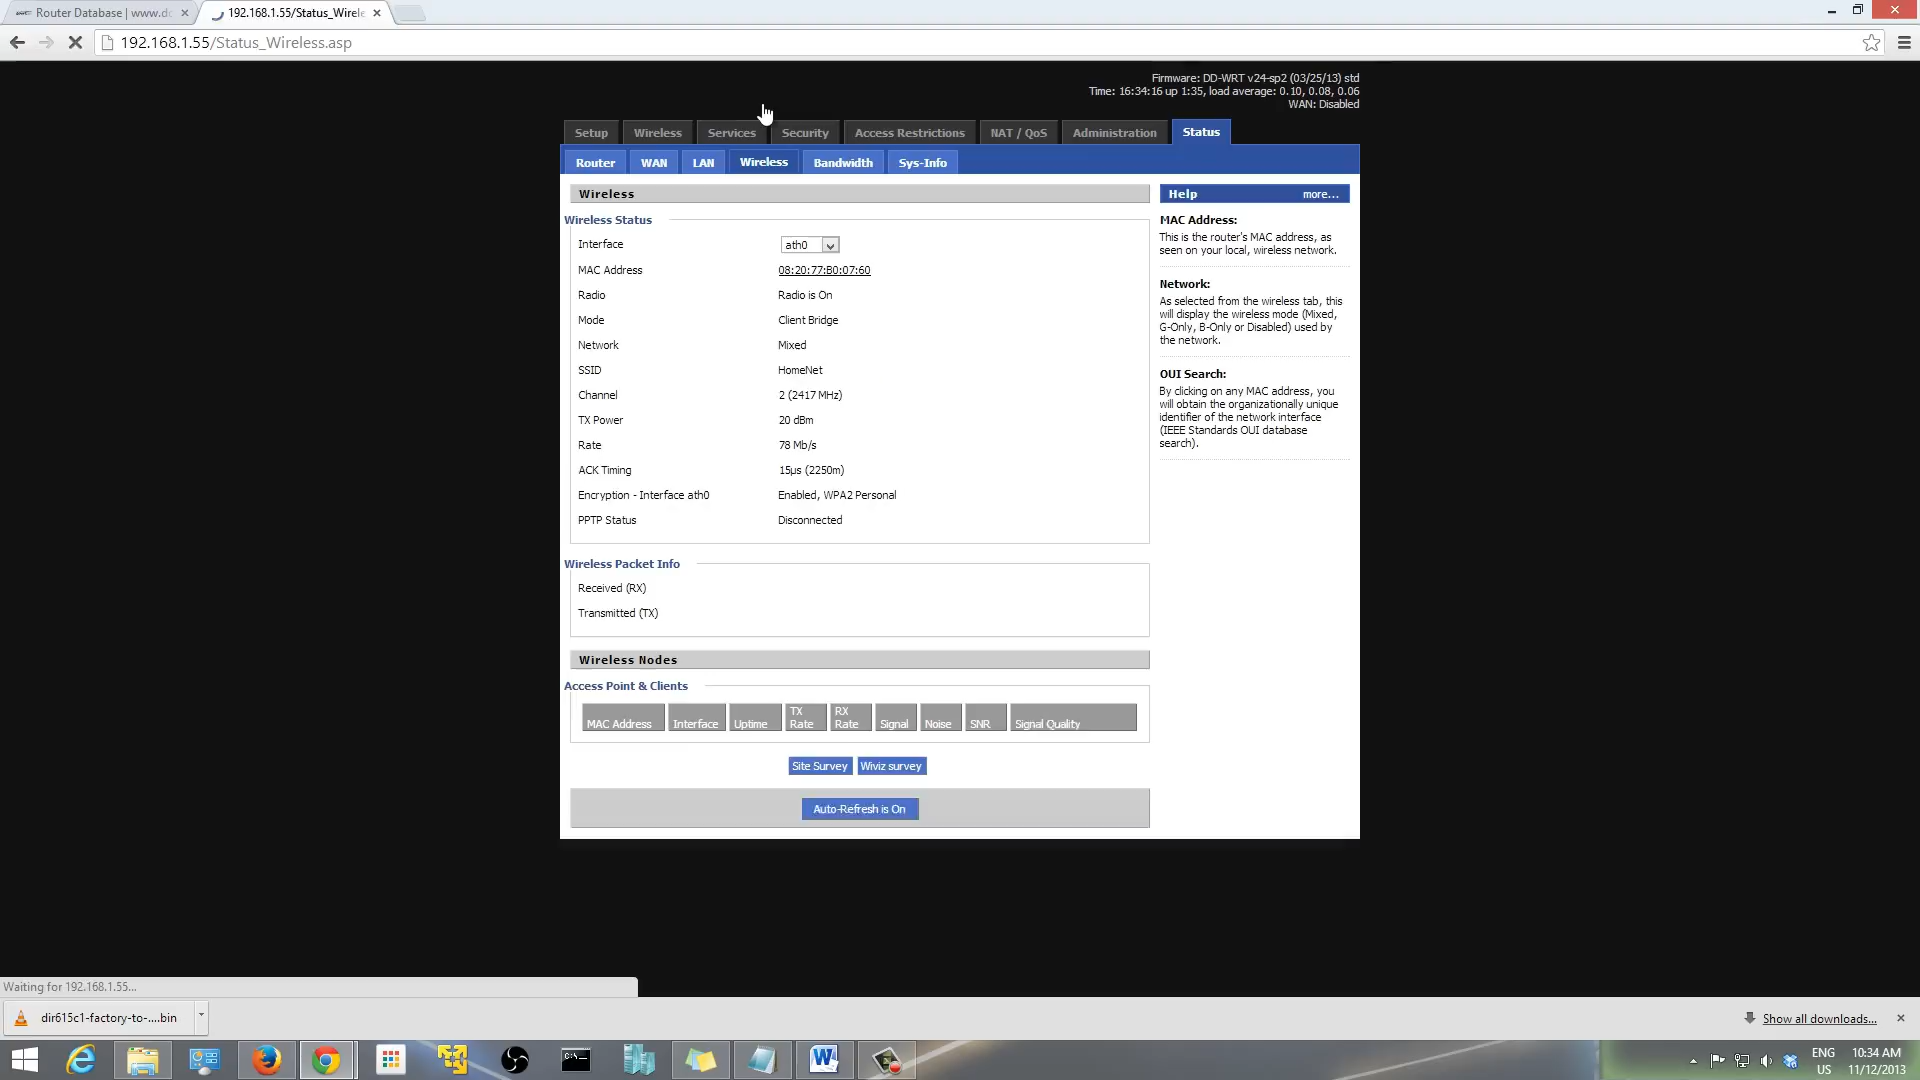 Router Database | www.dd
192.168.1.55/Status_Wirele
192.168.1.55/Status_Wireless.asp
Firmware: DD-WRT v24-sp2 (03/25/13) std
Time: 16:34:16 up 1:35, load average: 0.10, 0.08, 0.06
WAN: Disabled
Setup Wireless Services Security Access Restrictions NAT / QoS Administration Status
Router WAN LAN Wireless Bandwidth Sys-Info
Wireless
Wireless Status
Interface ath0
MAC Address 08:20:77:B0:07:60
Radio Radio is On
Mode Client Bridge
Network Mixed
SSID HomeNet
Channel 2 (2417 MHz)
TX Power 20 dBm
Rate 78 Mb/s
ACK Timing 15µs (2250m)
Encryption - Interface ath0 Enabled, WPA2 Personal
PPTP Status Disconnected
Wireless Packet Info
Received (RX)
Transmitted (TX)
Wireless Nodes
Access Point & Clients
MAC Address Interface Uptime TX Rate RX Rate Signal Noise SNR Signal Quality
Site Survey Wiviz survey
Auto-Refresh is On
Help more...
MAC Address:
This is the router's MAC address, as
seen on your local, wireless network.
Network:
As selected from the wireless tab, this
will display the wireless mode (Mixed,
G-Only, B-Only or Disabled) used by
the network.
OUI Search:
By clicking on any MAC address, you
will obtain the organizationally unique
identifier of the network interface
(IEEE Standards OUI database
search).
Waiting for 192.168.1.55...
dir615c1-factory-to-....bin
Show all downloads...
ENG 10:34 AM
US 11/12/2013